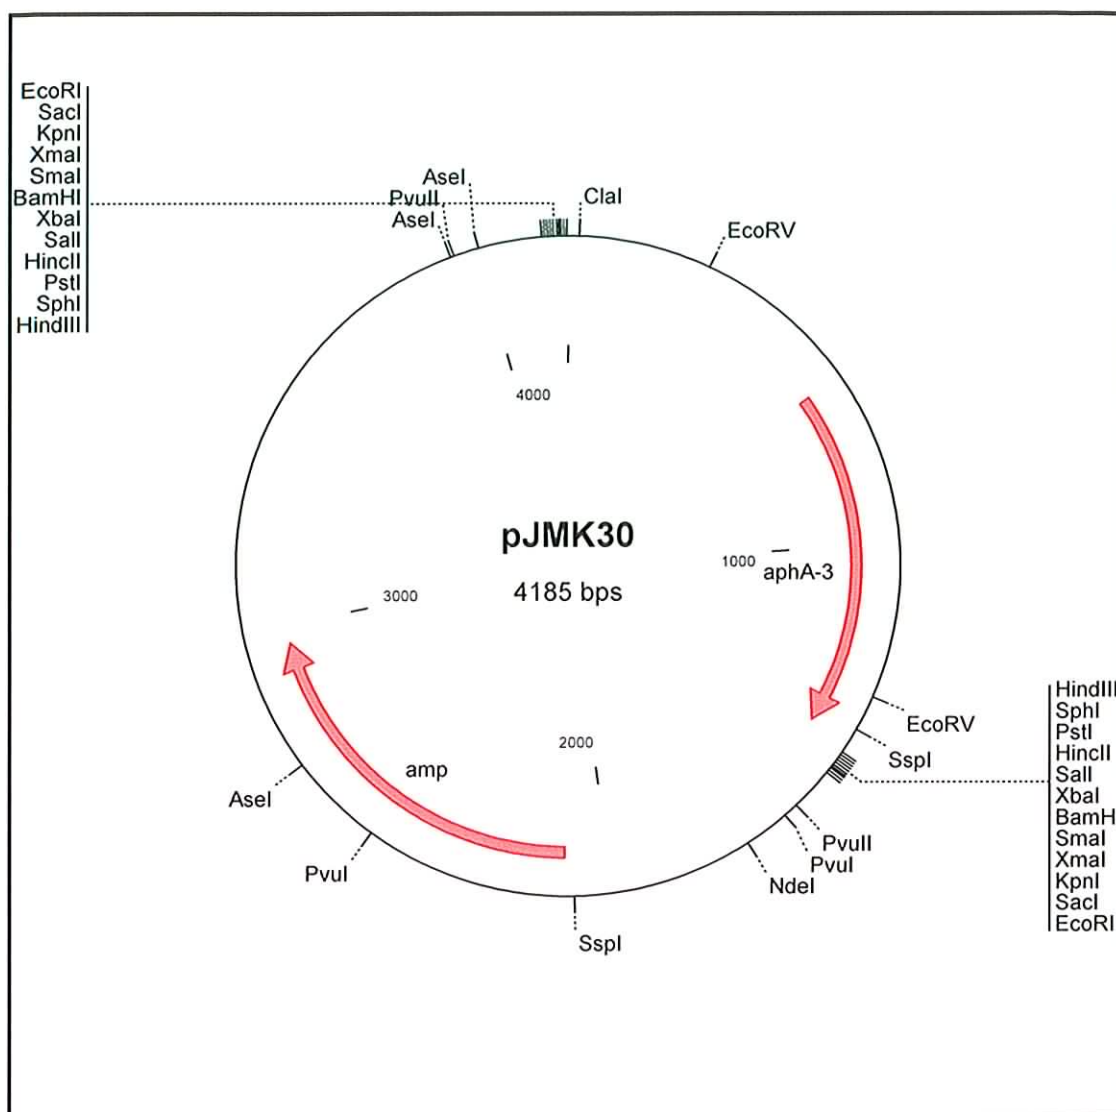 EcoRI
SacI
KpnI
XmaI
SmaI
BamHI
XbaI
SalI
HincII
PstI
SphI
HindIII
AseI
PvuII
AseI
ClaI
EcoRV
4000
pJMK30
4185 bps
1000
aphA-3
3000
2000
amp
EcoRV
SspI
HindIII
SphI
PstI
HincII
SalI
XbaI
BamH
SmaI
XmaI
KpnI
SacI
EcoRI
PvuII
PvuI
NdeI
AseI
PvuI
SspI